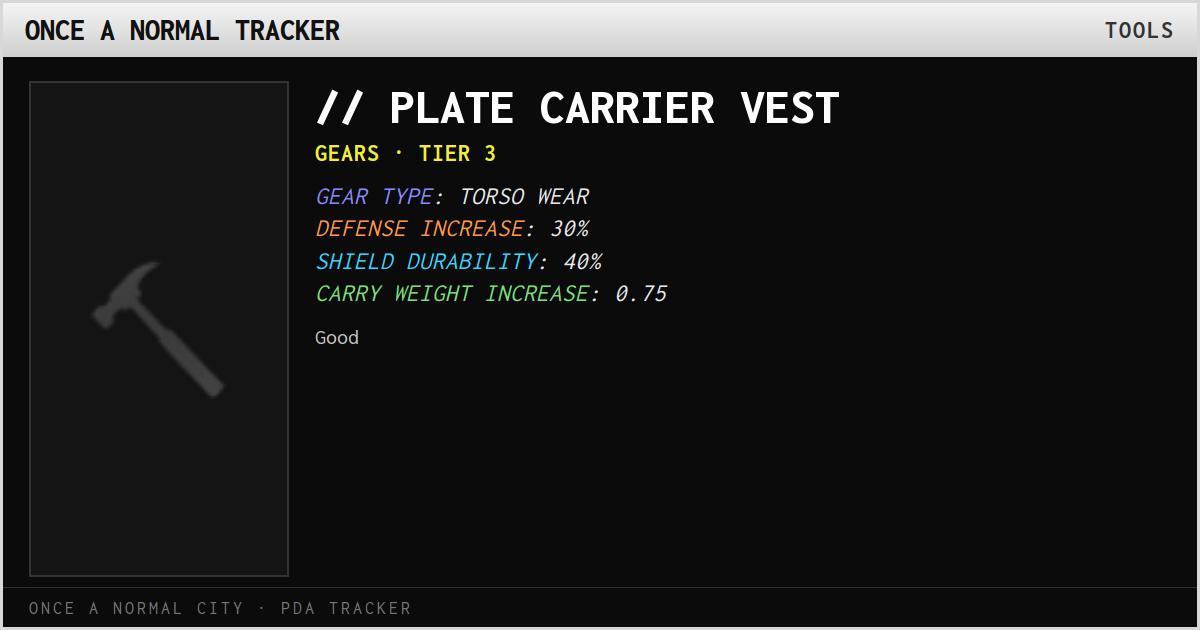 ONCE A NORMAL TRACKER
TOOLS
// PLATE CARRIER VEST
GEARS · TIER 3
GEAR TYPE: TORSO WEAR
DEFENSE INCREASE: 30%
SHIELD DURABILITY: 40%
CARRY WEIGHT INCREASE: 0.75
Good
ONCE A NORMAL CITY · PDA TRACKER